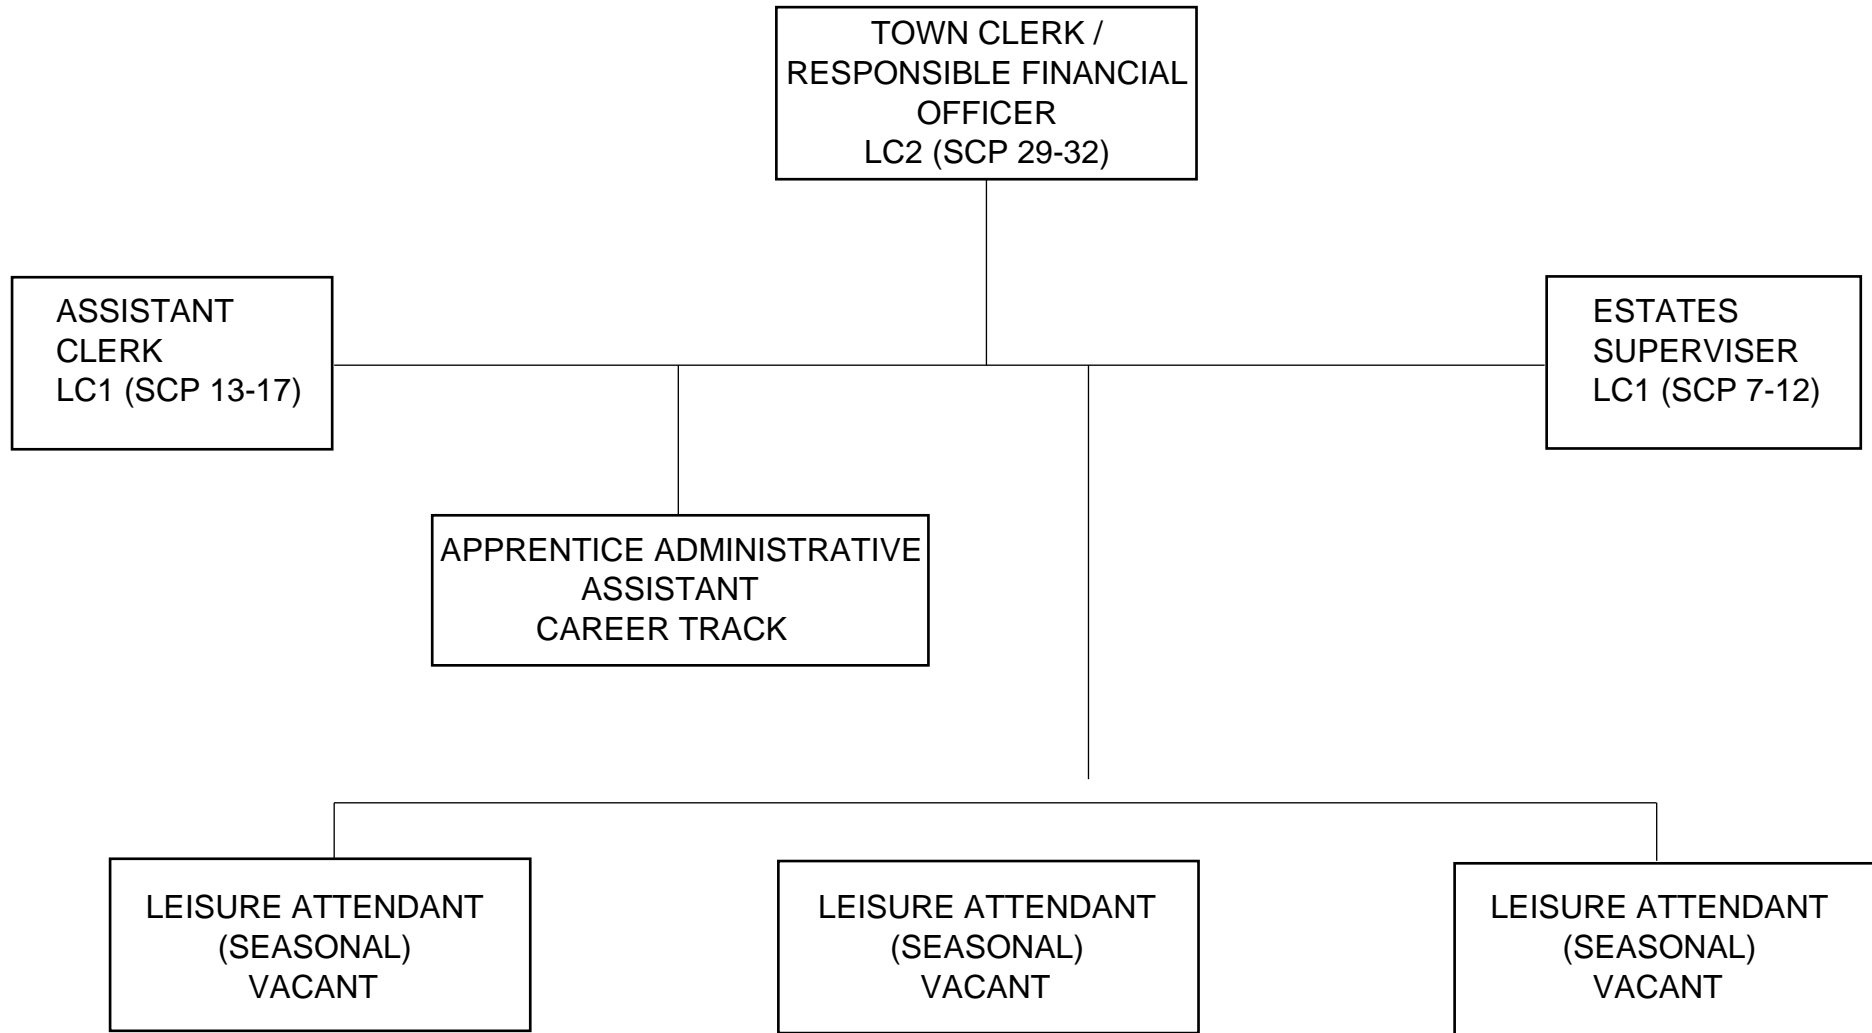 TOWN CLERK /
RESPONSIBLE FINANCIAL
OFFICER
LC2 (SCP 29-32)
ASSISTANT
CLERK
LC1 (SCP 13-17)
ESTATES
SUPERVISER
LC1 (SCP 7-12)
APPRENTICE ADMINISTRATIVE
ASSISTANT
CAREER TRACK
LEISURE ATTENDANT
(SEASONAL)
VACANT
LEISURE ATTENDANT
(SEASONAL)
VACANT
LEISURE ATTENDANT
(SEASONAL)
VACANT